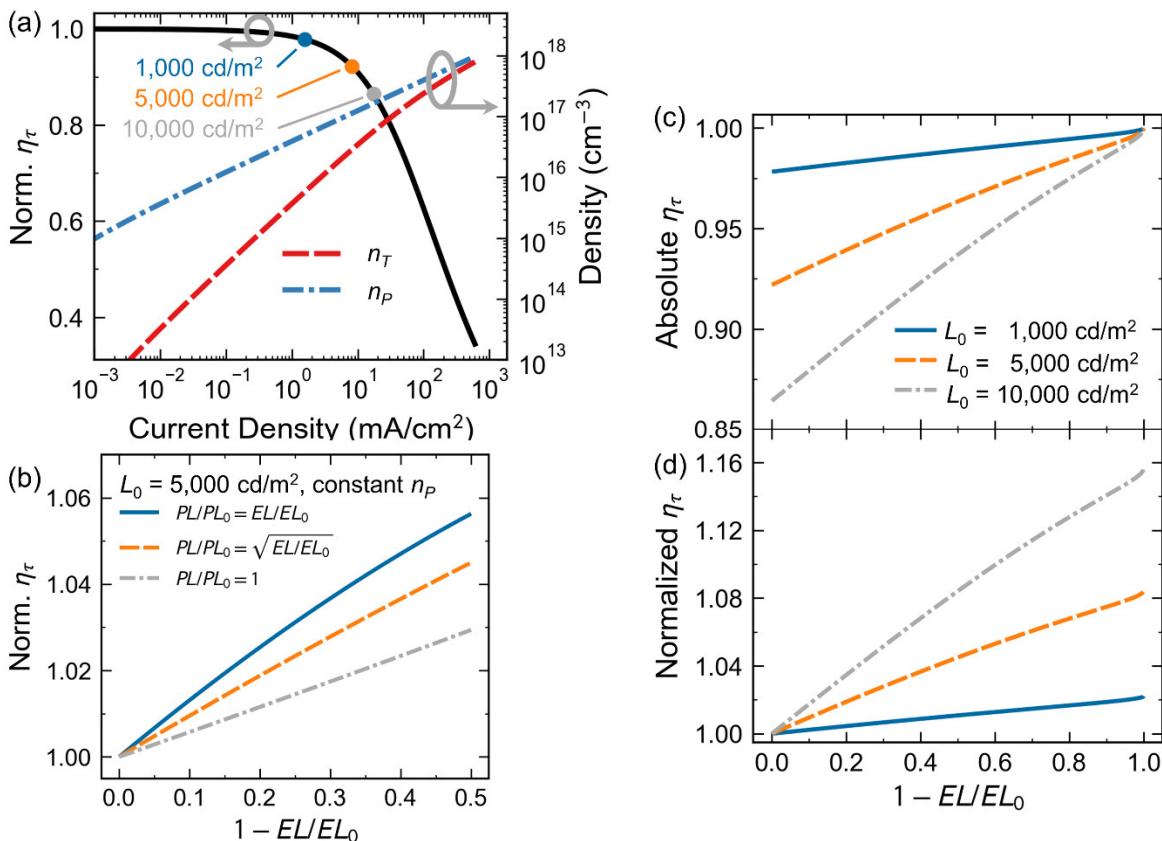 (a)
1.0
0.8
0.6
0.4
Norm. η_τ
1,000 cd/m²
5,000 cd/m²
10,000 cd/m²
n_T
n_P
10¹⁸
10¹⁷
10¹⁶
10¹⁵
10¹⁴
10¹³
Density (cm⁻³)
10⁻³ 10⁻² 10⁻¹ 10⁰ 10¹ 10² 10³
Current Density (mA/cm²)
(b)
L₀ = 5,000 cd/m², constant n_P
PL/PL₀ = EL/EL₀
PL/PL₀ = √EL/EL₀
PL/PL₀ = 1
1.06
1.04
1.02
1.00
Norm. η_τ
0.0 0.1 0.2 0.3 0.4 0.5
1 − EL/EL₀
(c)
1.00
0.95
0.90
0.85
Absolute η_τ
L₀ = 1,000 cd/m²
L₀ = 5,000 cd/m²
L₀ = 10,000 cd/m²
(d)
1.16
1.12
1.08
1.04
1.00
Normalized η_τ
0.0 0.2 0.4 0.6 0.8 1.0
1 − EL/EL₀